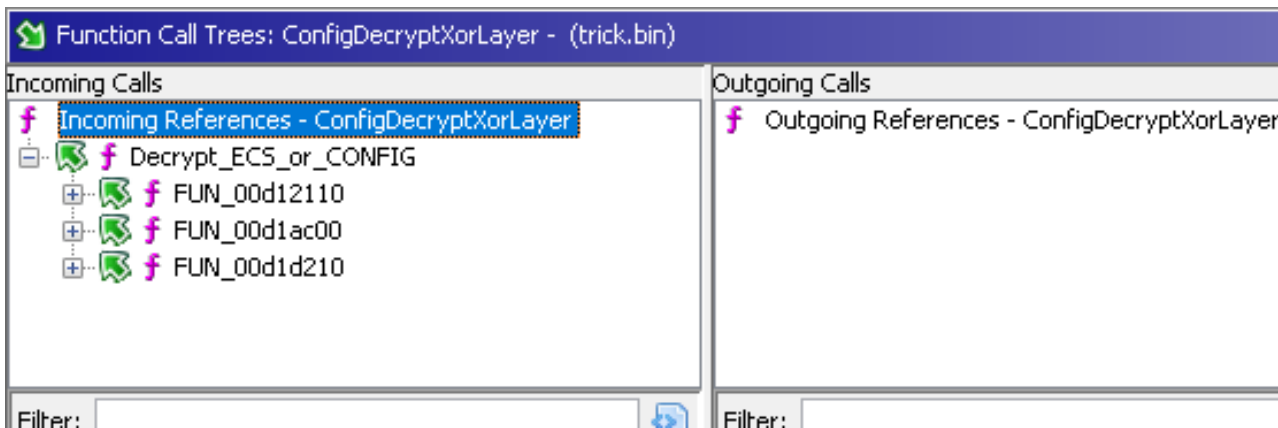 Function Call Trees: ConfigDecryptXorLayer - (trick.bin)
Incoming Calls
Incoming References - ConfigDecryptXorLayer
Decrypt_ECS_or_CONFIG
FUN_00d12110
FUN_00d1ac00
FUN_00d1d210
Filter:
Outgoing Calls
Outgoing References - ConfigDecryptXorLayer
Filter: